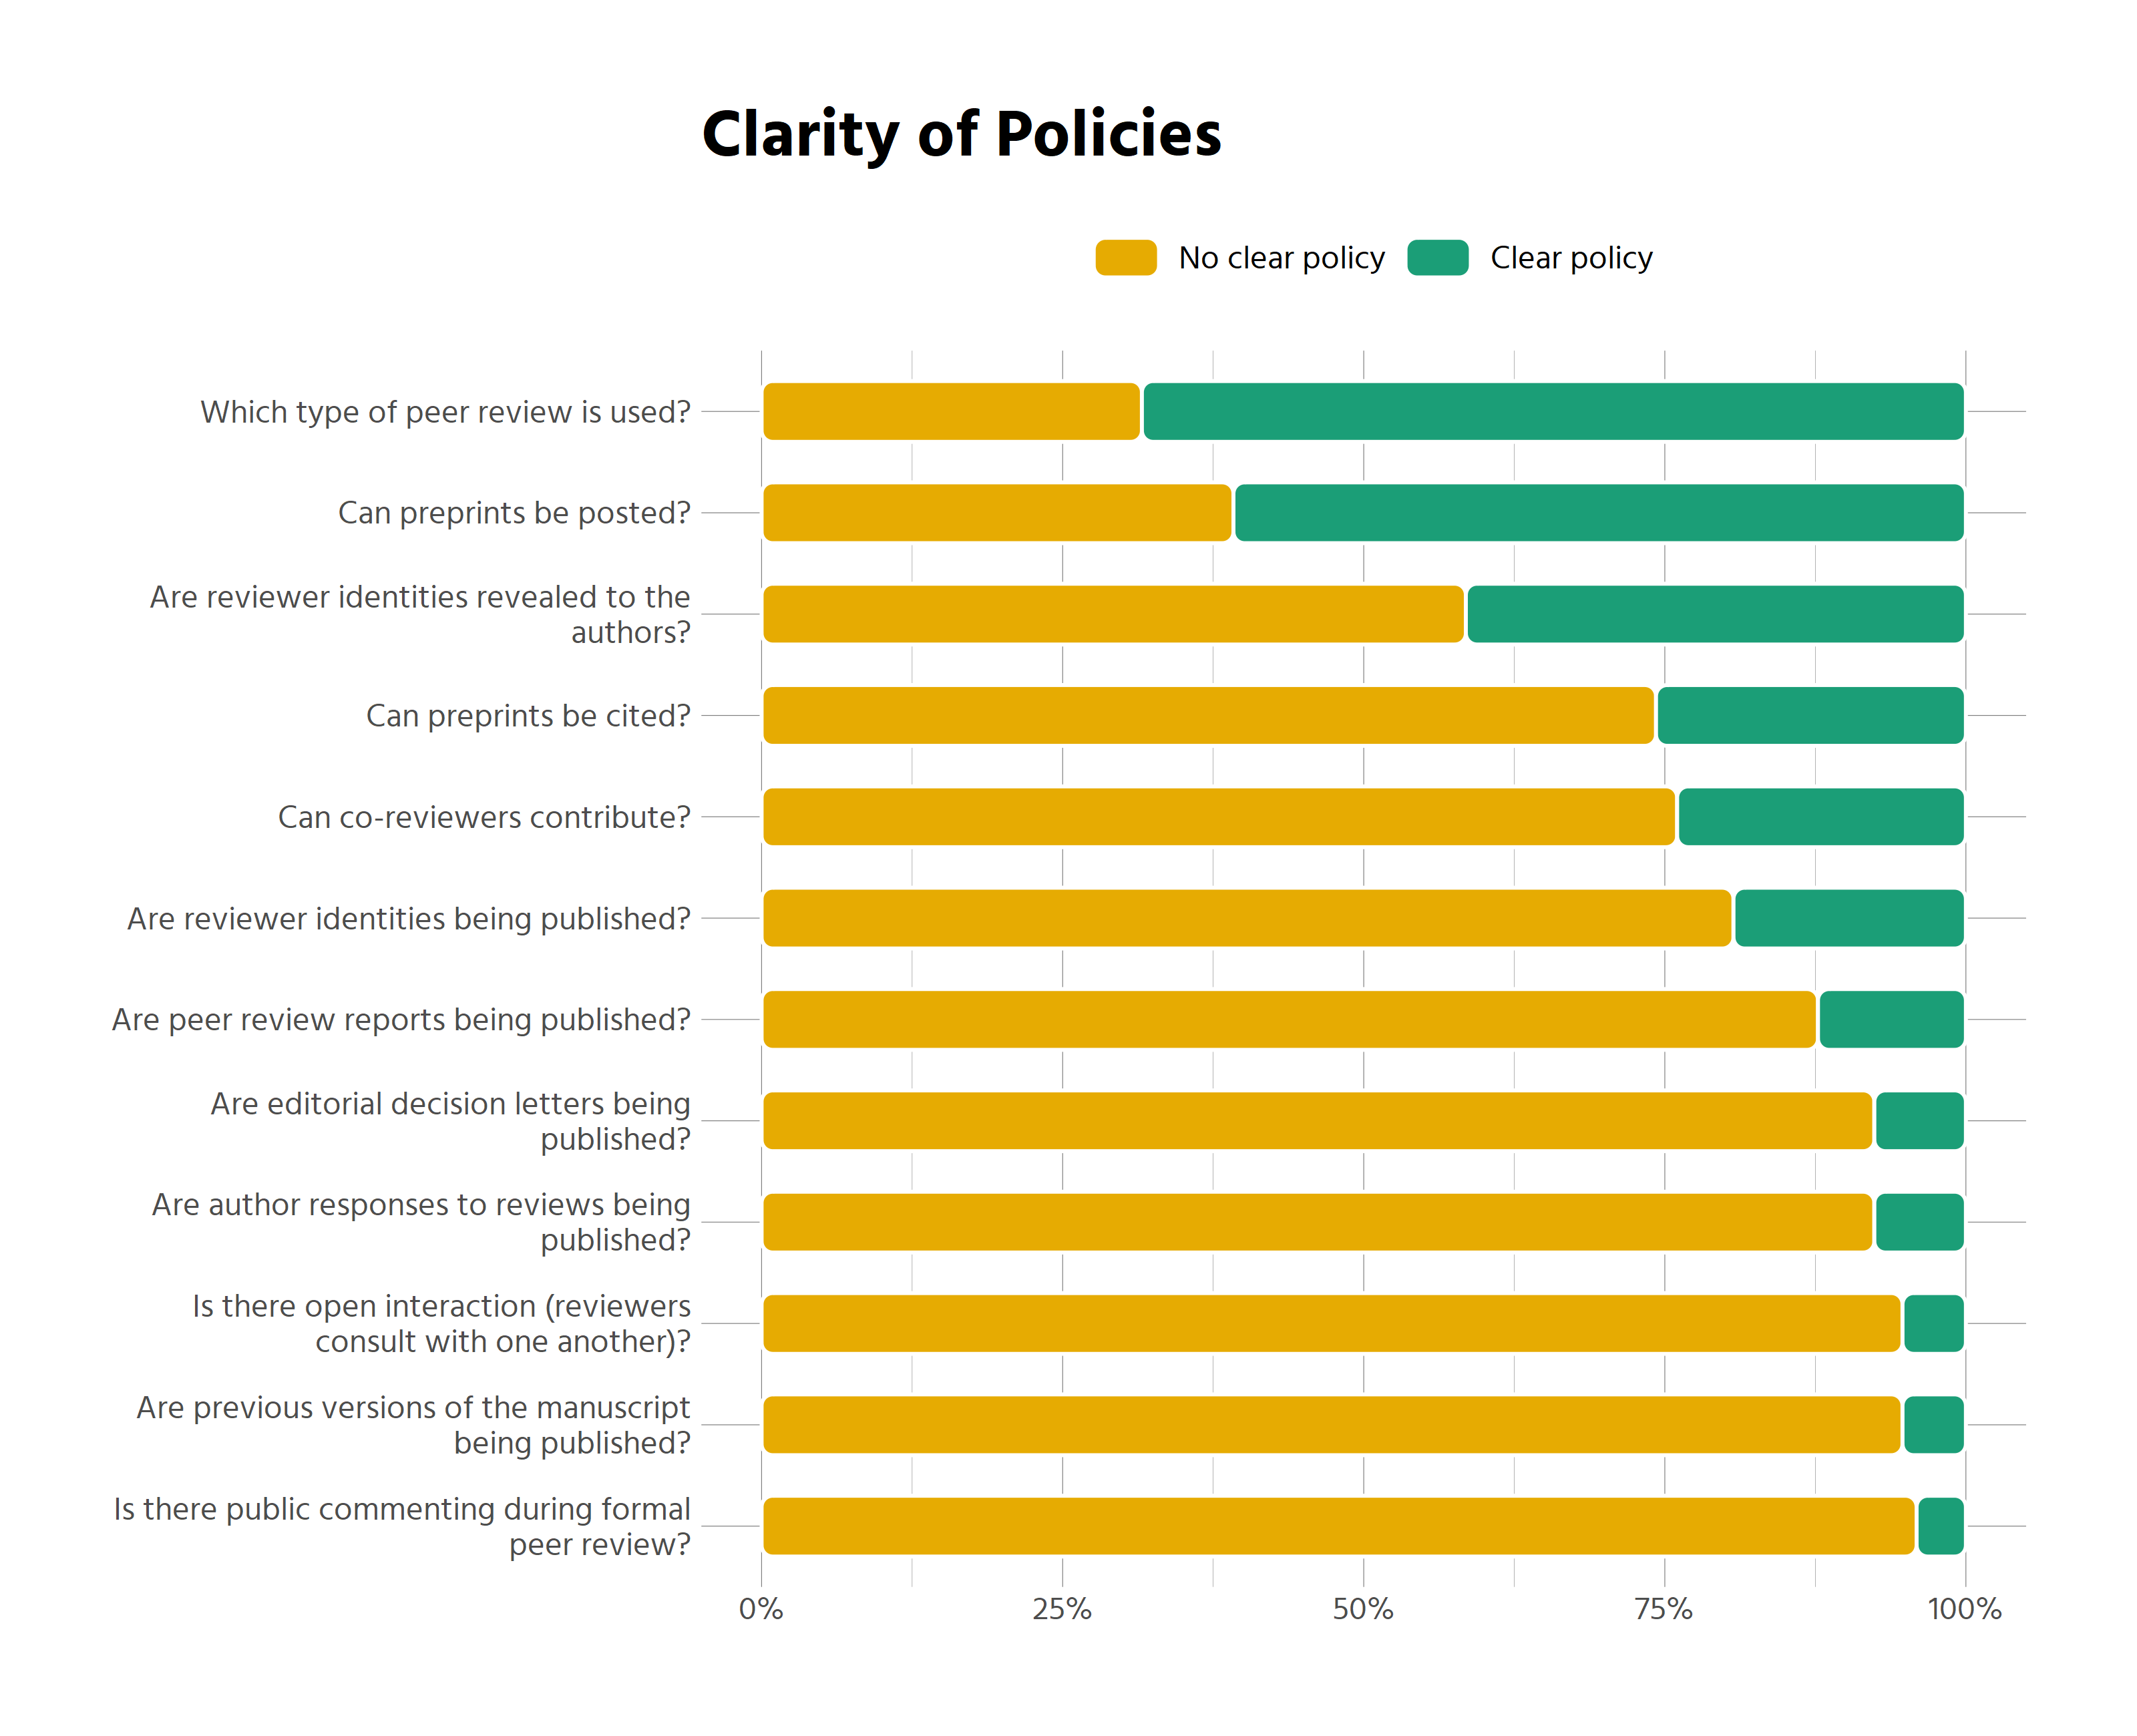 Clarity of Policies
No clear policy Clear policy
Which type of peer review is used?
Can preprints be posted?
Are reviewer identities revealed to the
authors?
Can preprints be cited?
Can co-reviewers contribute?
Are reviewer identities being published?
Are peer review reports being published?
Are editorial decision letters being
published?
Are author responses to reviews being
published?
Is there open interaction (reviewers
consult with one another)?
Are previous versions of the manuscript
being published?
Is there public commenting during formal
peer review?
0% 25% 50% 75% 100%